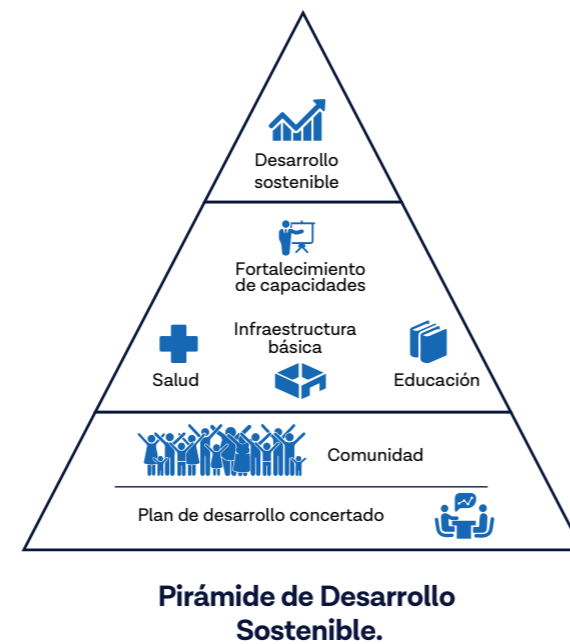 Desarrollo
sostenible
Fortalecimiento
de capacidades
Infraestructura
básica
Salud
Educación
Comunidad
Plan de desarrollo concertado
Pirámide de Desarrollo
Sostenible.